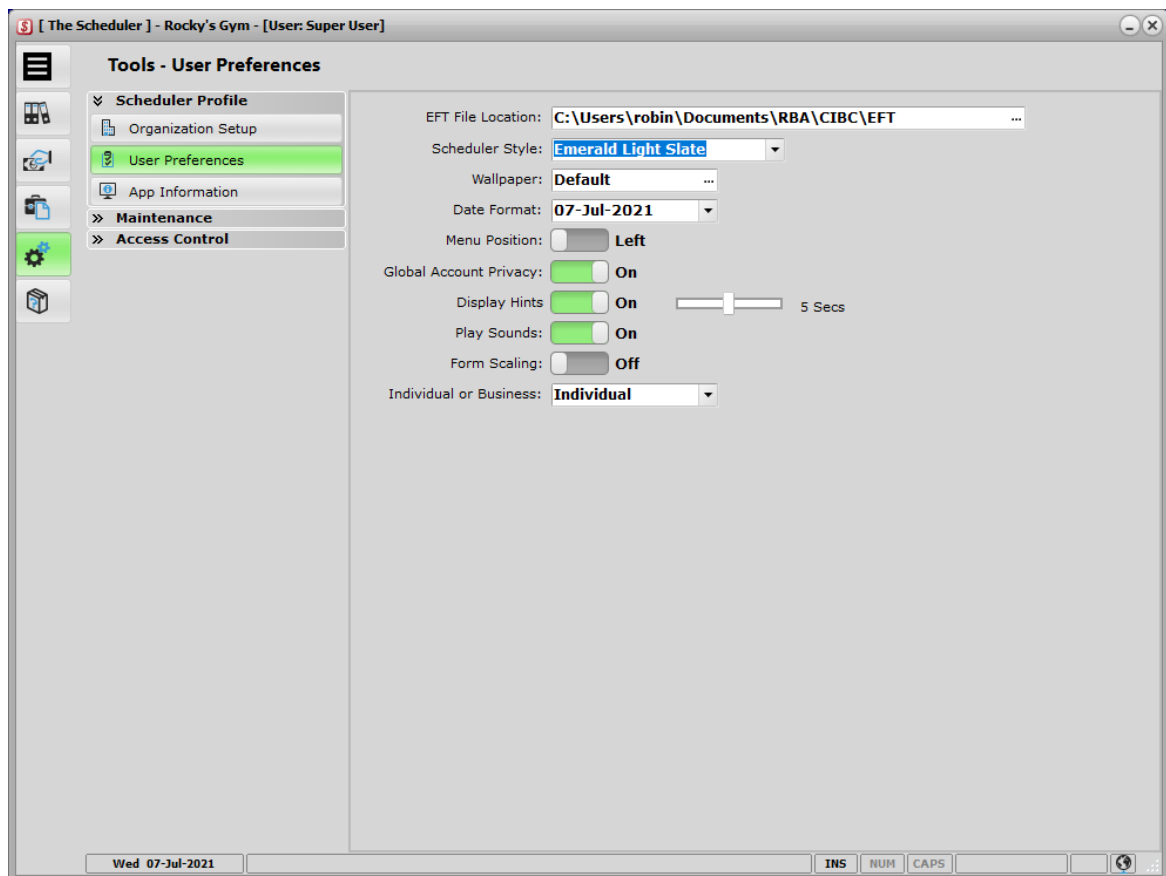 [ The Scheduler ] - Rocky's Gym - [User: Super User]
Tools - User Preferences
Scheduler Profile
Organization Setup
User Preferences
App Information
Maintenance
Access Control
EFT File Location: C:\Users\robin\Documents\RBA\CIBC\EFT ...
Scheduler Style: Emerald Light Slate
Wallpaper: Default ...
Date Format: 07-Jul-2021
Menu Position: Left
Global Account Privacy: On
Display Hints On 5 Secs
Play Sounds: On
Form Scaling: Off
Individual or Business: Individual
Wed 07-Jul-2021 INS NUM CAPS